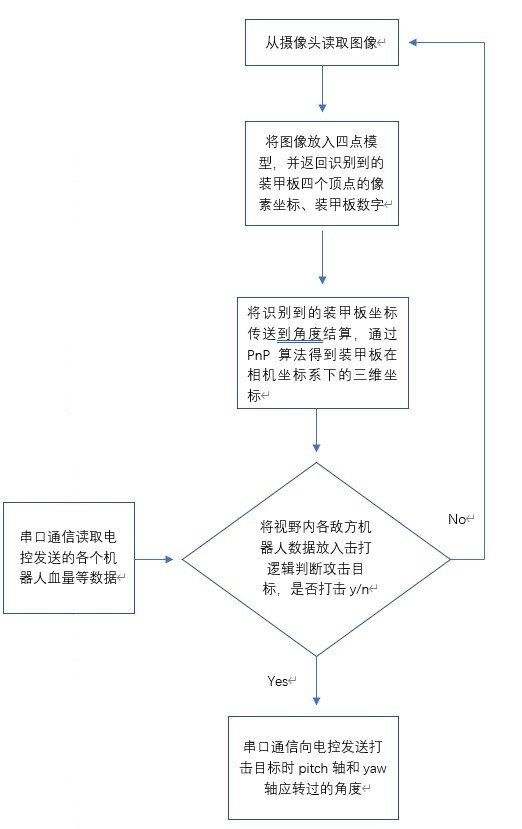 从摄像头读取图像
将图像放入四点模
型，并返回识别到的
装甲板四个顶点的像
素坐标、装甲板数字
将识别到的装甲板坐标
传送到角度结算，通过
PnP 算法得到装甲板在
相机坐标系下的三维坐
标
串口通信读取电
控发送的各个机
器人血量等数据
将视野内各敌方机
器人数据放入击打
逻辑判断攻击目
标，是否打击 y/n
No
Yes
串口通信向电控发送打
击目标时 pitch 轴和 yaw
轴应转过的角度